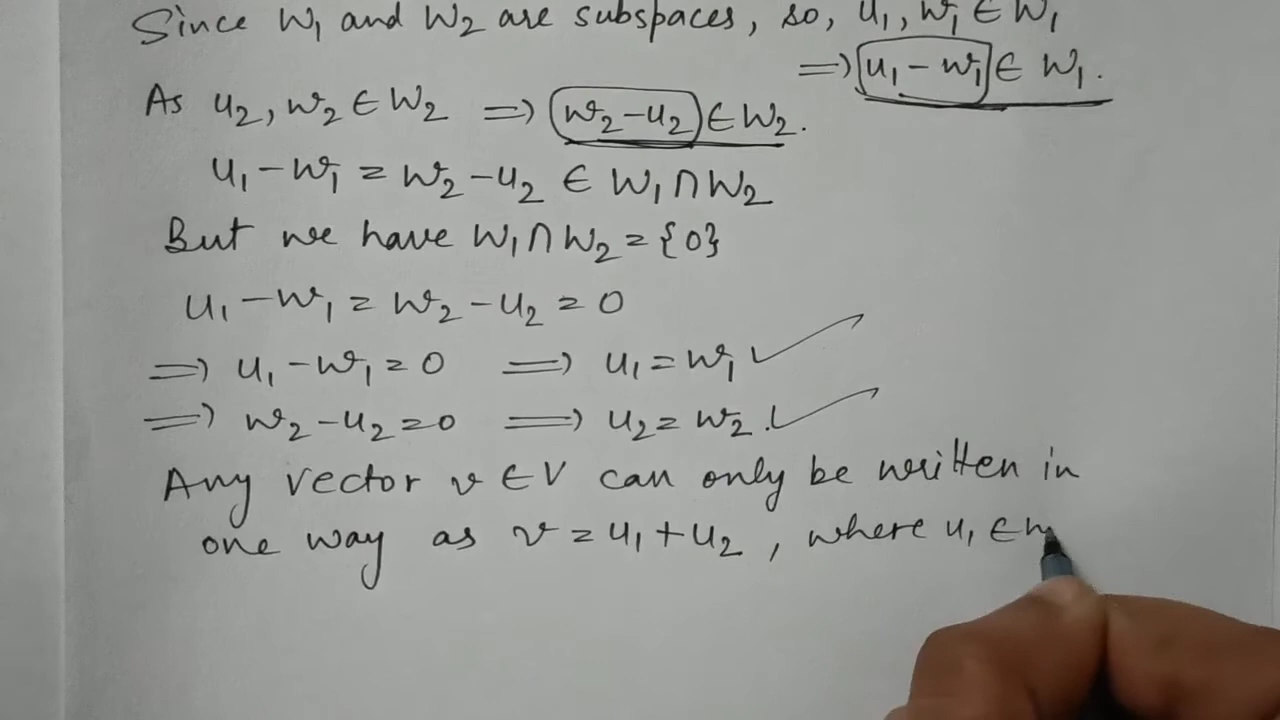 Since W₁ and W₂ are subspaces, so, u₁, w₁ ∈ W₁
=> u₁ - w₁ ∈ W₁.
As u₂, w₂ ∈ W₂ => w₂ - u₂ ∈ W₂.
u₁ - w₁ = w₂ - u₂ ∈ W₁ ∩ W₂
But we have W₁ ∩ W₂ = {0}
u₁ - w₁ = w₂ - u₂ = 0
=> u₁ - w₁ = 0 => u₁ = w₁ ✓
=> w₂ - u₂ = 0 => u₂ = w₂. ✓
Any vector v ∈ V can only be written in
one way as v = u₁ + u₂, where u₁ ∈